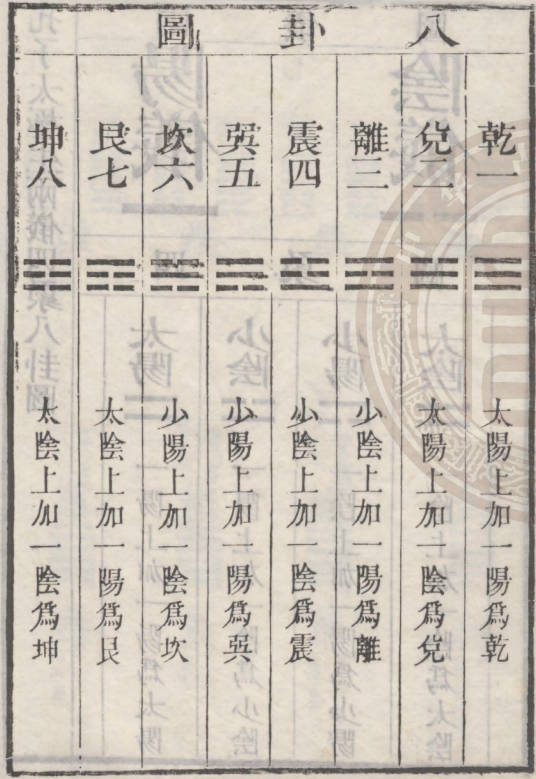 八卦圖
乾一 ☰ 太陽上加一陽爲乾
兑二 ☱ 太陽上加一陰爲兑
離三 ☲ 少陰上加一陽爲離
震四 ☳ 少陰上加一陰爲震
巽五 ☴ 少陽上加一陽爲巽
坎六 ☵ 少陽上加一陰爲坎
艮七 ☶ 太陰上加一陽爲艮
坤八 ☷ 太陰上加一陰爲坤